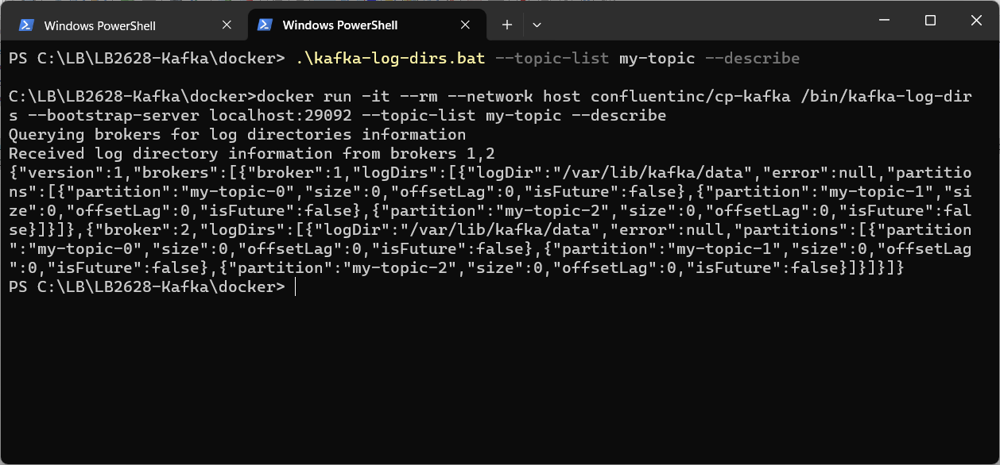 Windows PowerShell
Windows PowerShell
PS C:\LB\LB2628-Kafka\docker> .\kafka-log-dirs.bat --topic-list my-topic --describe
C:\LB\LB2628-Kafka\docker>docker run -it --rm --network host confluentinc/cp-kafka /bin/kafka-log-dir
s --bootstrap-server localhost:29092 --topic-list my-topic --describe
Querying brokers for log directories information
Received log directory information from brokers 1,2
{"version":1,"brokers":[{"broker":1,"logDirs":[{"logDir":"/var/lib/kafka/data","error":null,"partitio
ns":[{"partition":"my-topic-0","size":0,"offsetLag":0,"isFuture":false},{"partition":"my-topic-1","si
ze":0,"offsetLag":0,"isFuture":false},{"partition":"my-topic-2","size":0,"offsetLag":0,"isFuture":fal
se}]}]},{"broker":2,"logDirs":[{"logDir":"/var/lib/kafka/data","error":null,"partitions":[{"partition
":"my-topic-0","size":0,"offsetLag":0,"isFuture":false},{"partition":"my-topic-1","size":0,"offsetLag
":0,"isFuture":false},{"partition":"my-topic-2","size":0,"offsetLag":0,"isFuture":false}]}]}]}
PS C:\LB\LB2628-Kafka\docker>